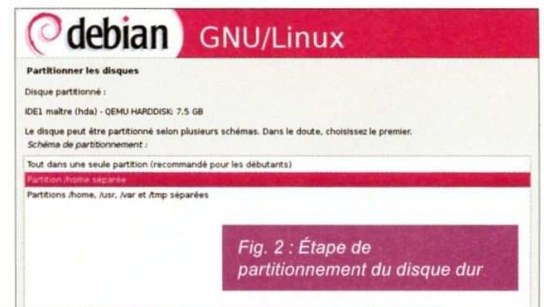 debian GNU/Linux
Partitionner les disques
Disque partitionné :
IDE1 maître (hda) - QEMU HARDDISK: 7.5 GB
Le disque peut être partitionné selon plusieurs schémas. Dans le doute, choisissez le premier.
Schéma de partitionnement :
Tout dans une seule partition (recommandé pour les débutants)
Partition /home séparée
Partitions /home, /usr, /var et /tmp séparées
Fig. 2 : Étape de
partitionnement du disque dur